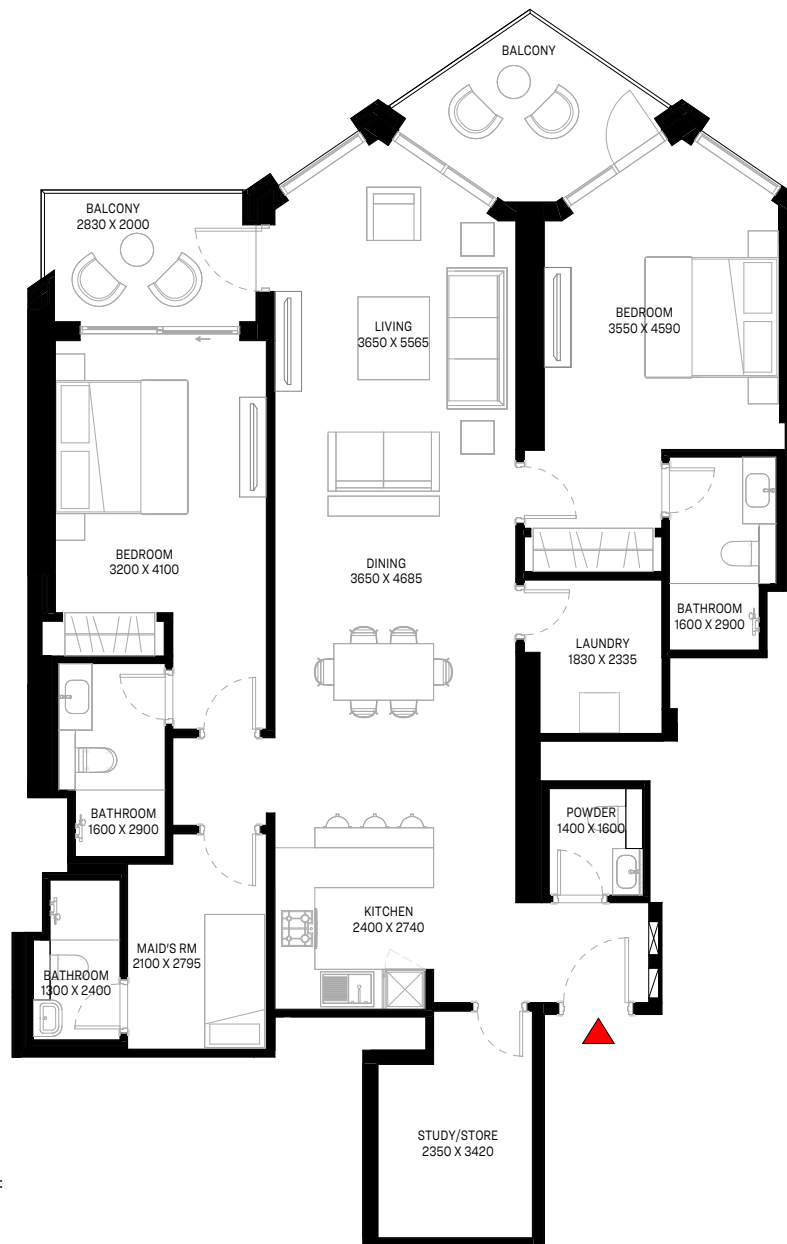 BALCONY
BALCONY
2830 X 2000
LIVING
3650 X 5565
BEDROOM
3550 X 4590
BEDROOM
3200 X 4100
DINING
3650 X 4685
BATHROOM
1600 X 2900
LAUNDRY
1830 X 2335
BATHROOM
1600 X 2900
POWDER
1400 X 1600
KITCHEN
2400 X 2740
MAID'S RM
2100 X 2795
BATHROOM
1300 X 2400
STUDY/STORE
2350 X 3420
: